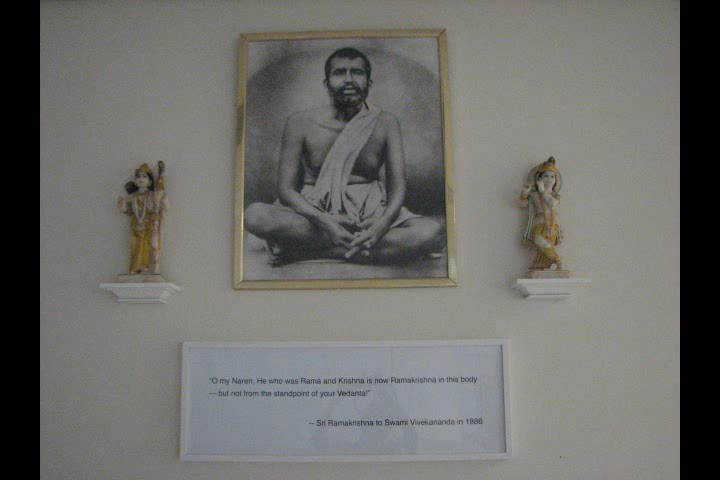 "O my Naren, He who was Rama and Krishna is now Ramakrishna in this body
— but not from the standpoint of your Vedanta!"
-- Sri Ramakrishna to Swami Vivekananda in 1886